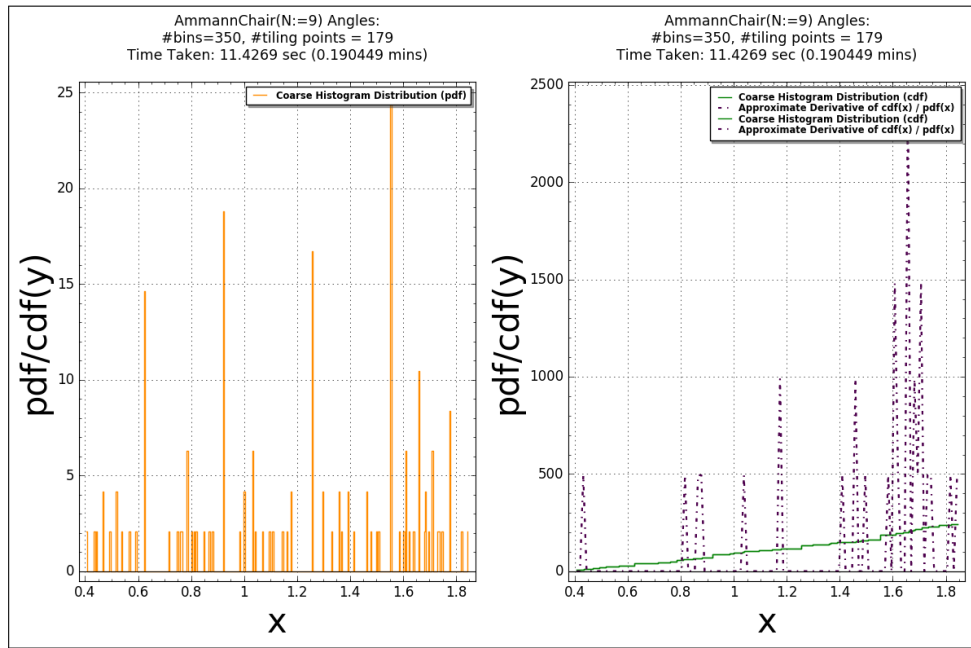 AmmannChair(N:=9) Angles:
#bins=350, #tiling points = 179
Time Taken: 11.4269 sec (0.190449 mins)
Coarse Histogram Distribution (pdf)
25
20
15
10
5
0
pdf/cdf(y)
0.4 0.6 0.8 1 1.2 1.4 1.6 1.8
x
AmmannChair(N:=9) Angles:
#bins=350, #tiling points = 179
Time Taken: 11.4269 sec (0.190449 mins)
Coarse Histogram Distribution (cdf)
Approximate Derivative of cdf(x) / pdf(x)
Coarse Histogram Distribution (cdf)
Approximate Derivative of cdf(x) / pdf(x)
2500
2000
1500
1000
500
0
pdf/cdf(y)
0.4 0.6 0.8 1 1.2 1.4 1.6 1.8
x